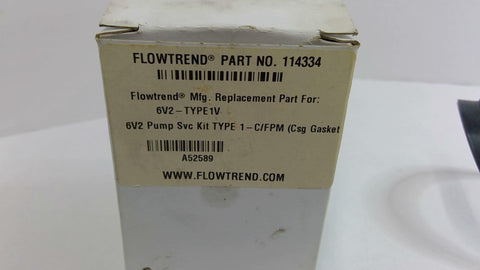 FLOWTREND® PART NO. 114334
Flowtrend® Mfg. Replacement Part For:
6V2-TYPE1V
6V2 Pump Svc Kit TYPE 1-C/FPM (Csg Gasket
A52589
WWW.FLOWTREND.COM